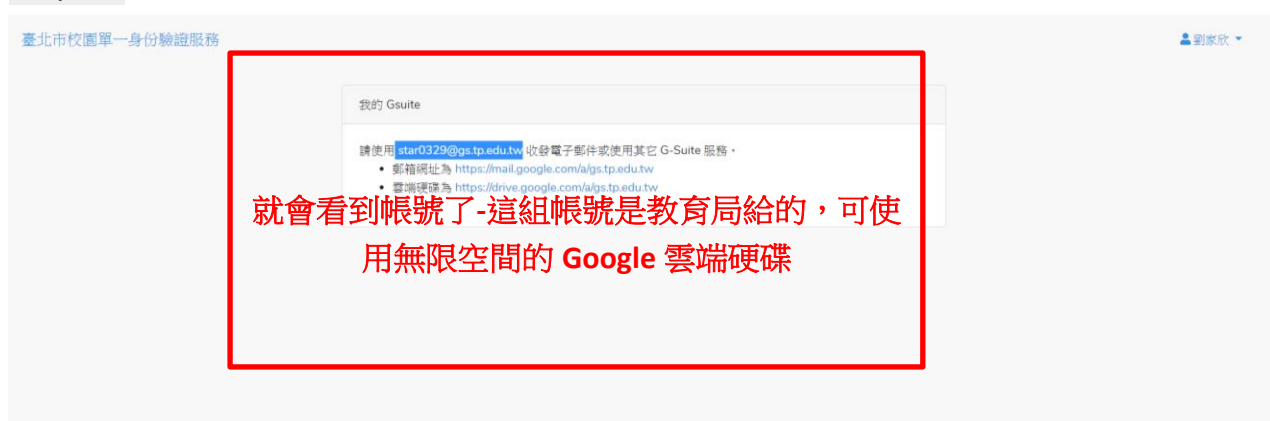 臺北市校園單一身份驗證服務
劉家欣
我的 Gsuite
請使用 star0329@gs.tp.edu.tw 收發電子郵件或使用其它 G-Suite 服務。
• 郵箱網址為 https://mail.google.com/a/gs.tp.edu.tw
• 雲端硬碟為 https://drive.google.com/a/gs.tp.edu.tw
就會看到帳號了-這組帳號是教育局給的，可使
用無限空間的 Google 雲端硬碟